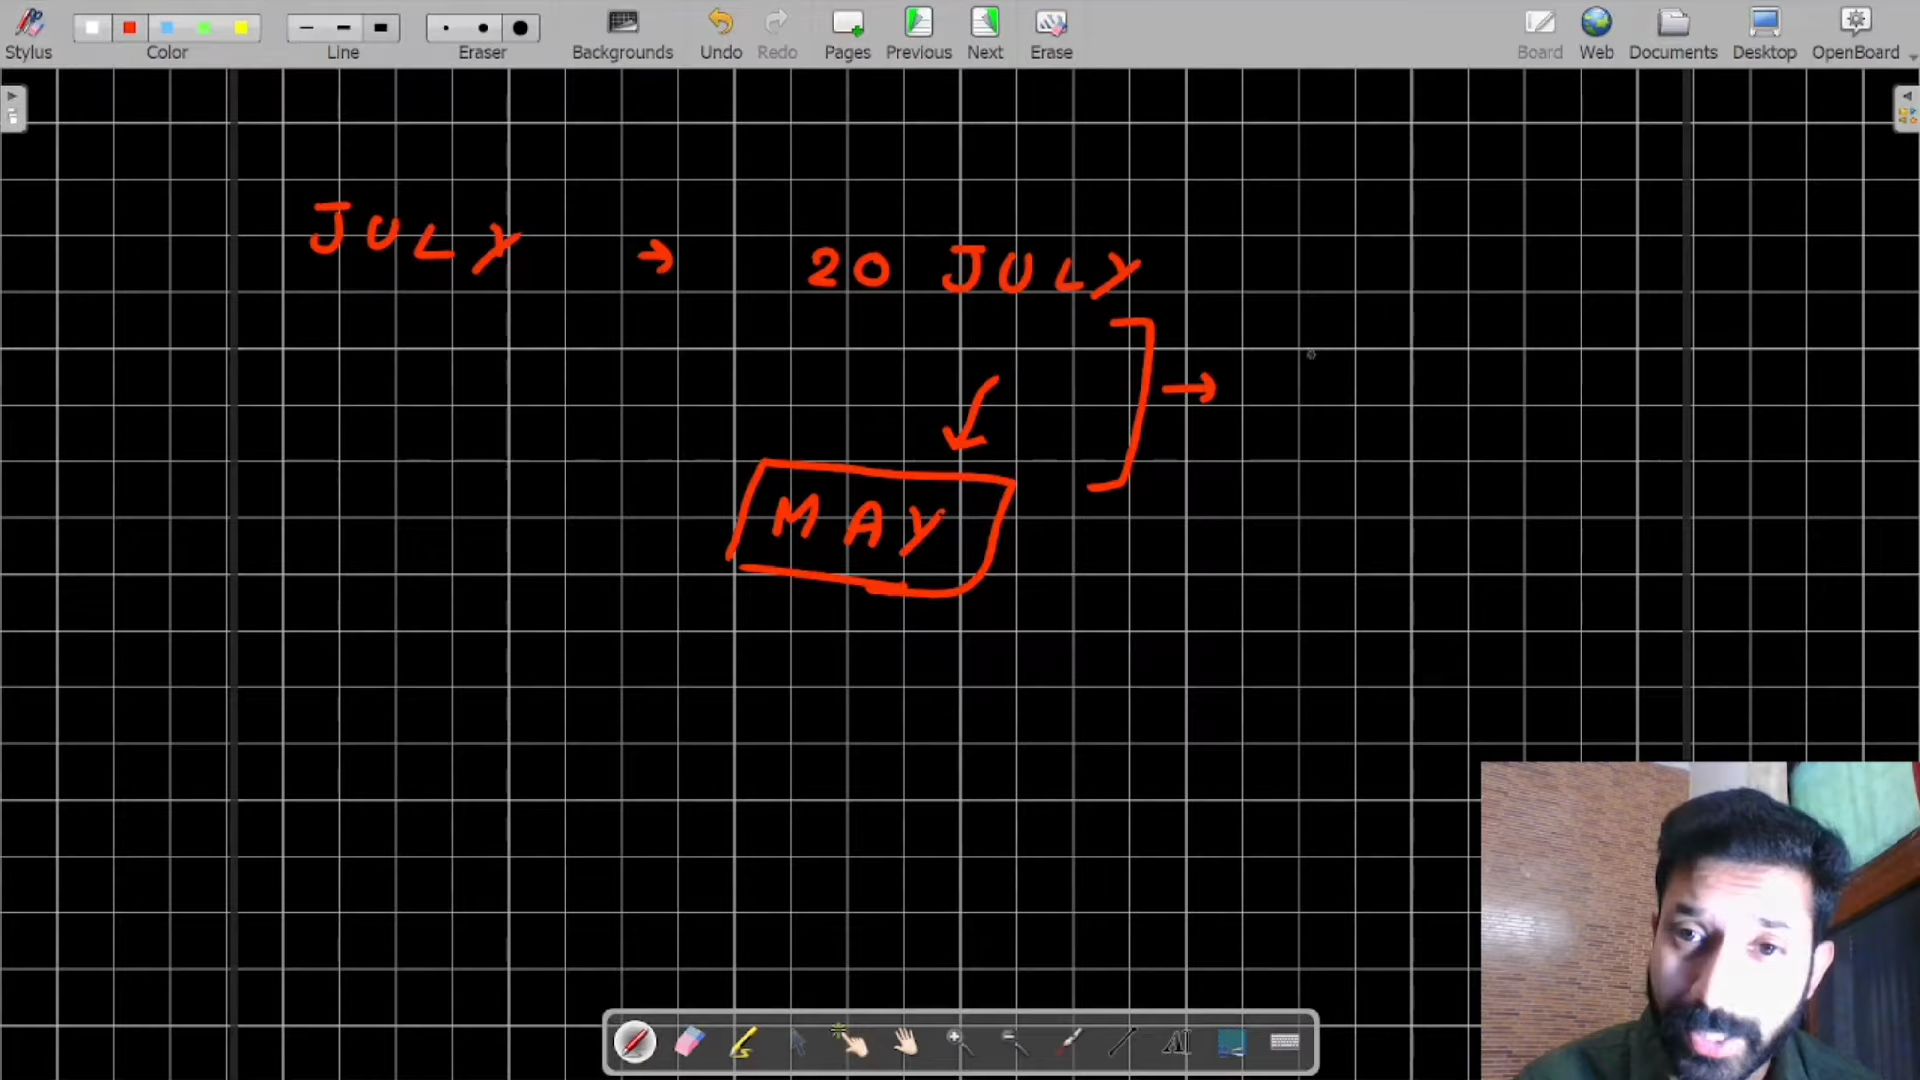 Stylus Color Line Eraser Backgrounds Undo Redo Pages Previous Next Erase Board Web Documents Desktop OpenBoard
JULY → 20 JULY
→
MAY
AI